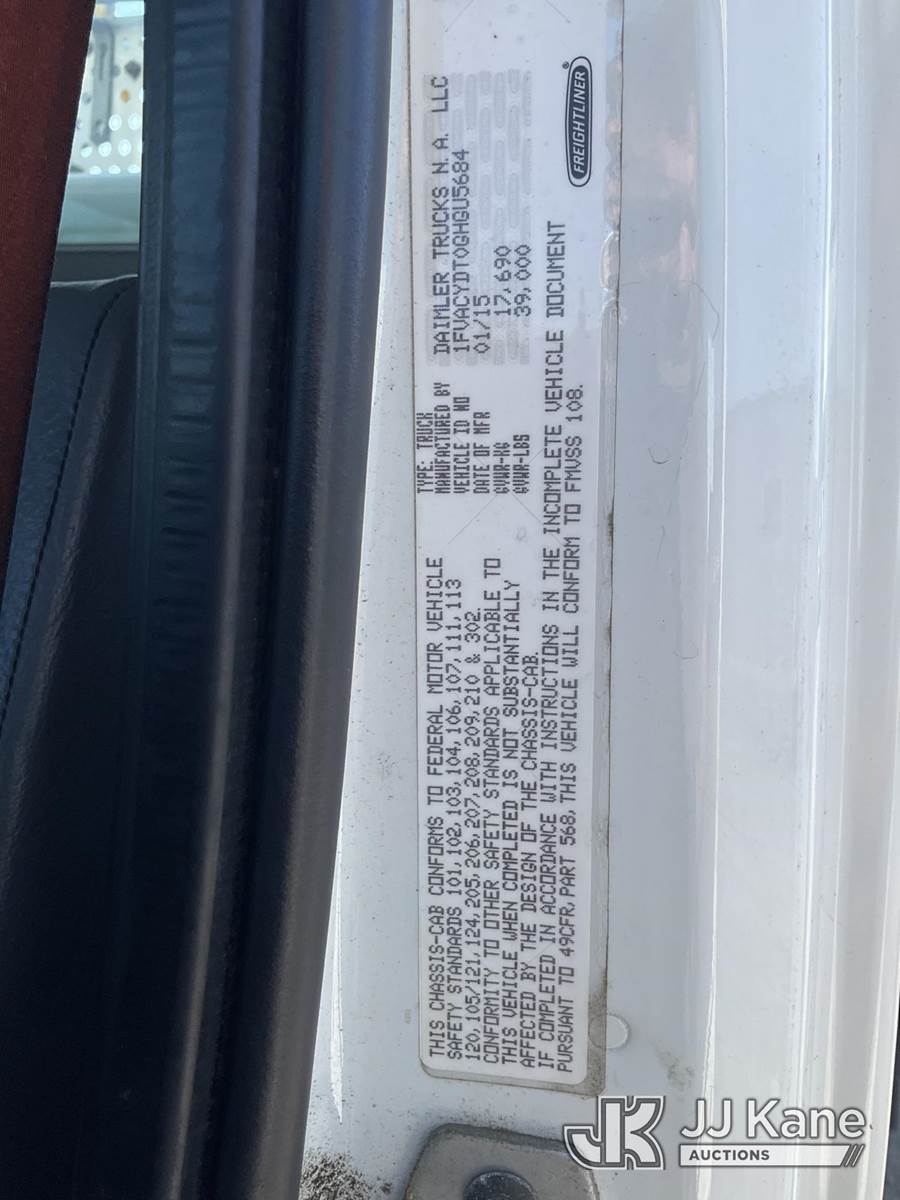 THIS CHASSIS-CAB CONFORMS TO FEDERAL MOTOR VEHICLE
SAFETY STANDARDS 101,102,103,104,106,107,111,113
120,105/121,124,205,206,207,208,209,210 & 302.
CONFORMITY TO OTHER SAFETY STANDARDS APPLICABLE TO
THIS VEHICLE WHEN COMPLETED IS NOT SUBSTANTIALLY
AFFECTED BY THE DESIGN OF THE CHASSIS-CAB.
IF COMPLETED IN ACCORDANCE WITH INSTRUCTIONS IN THE INCOMPLETE VEHICLE DOCUMENT
PURSUANT TO 49CFR,PART 568,THIS VEHICLE WILL CONFORM TO FMVSS 108.
TYPE: TRUCK
MANUFACTURED BY DAIMLER TRUCKS N.A. LLC
VEHICLE ID NO 1FVACYDT0GHGU5684
DATE OF MFR 01/15
GVWR-KG 17,690
GVWR-LBS 39,000
FREIGHTLINER®
JK JJ Kane
AUCTIONS